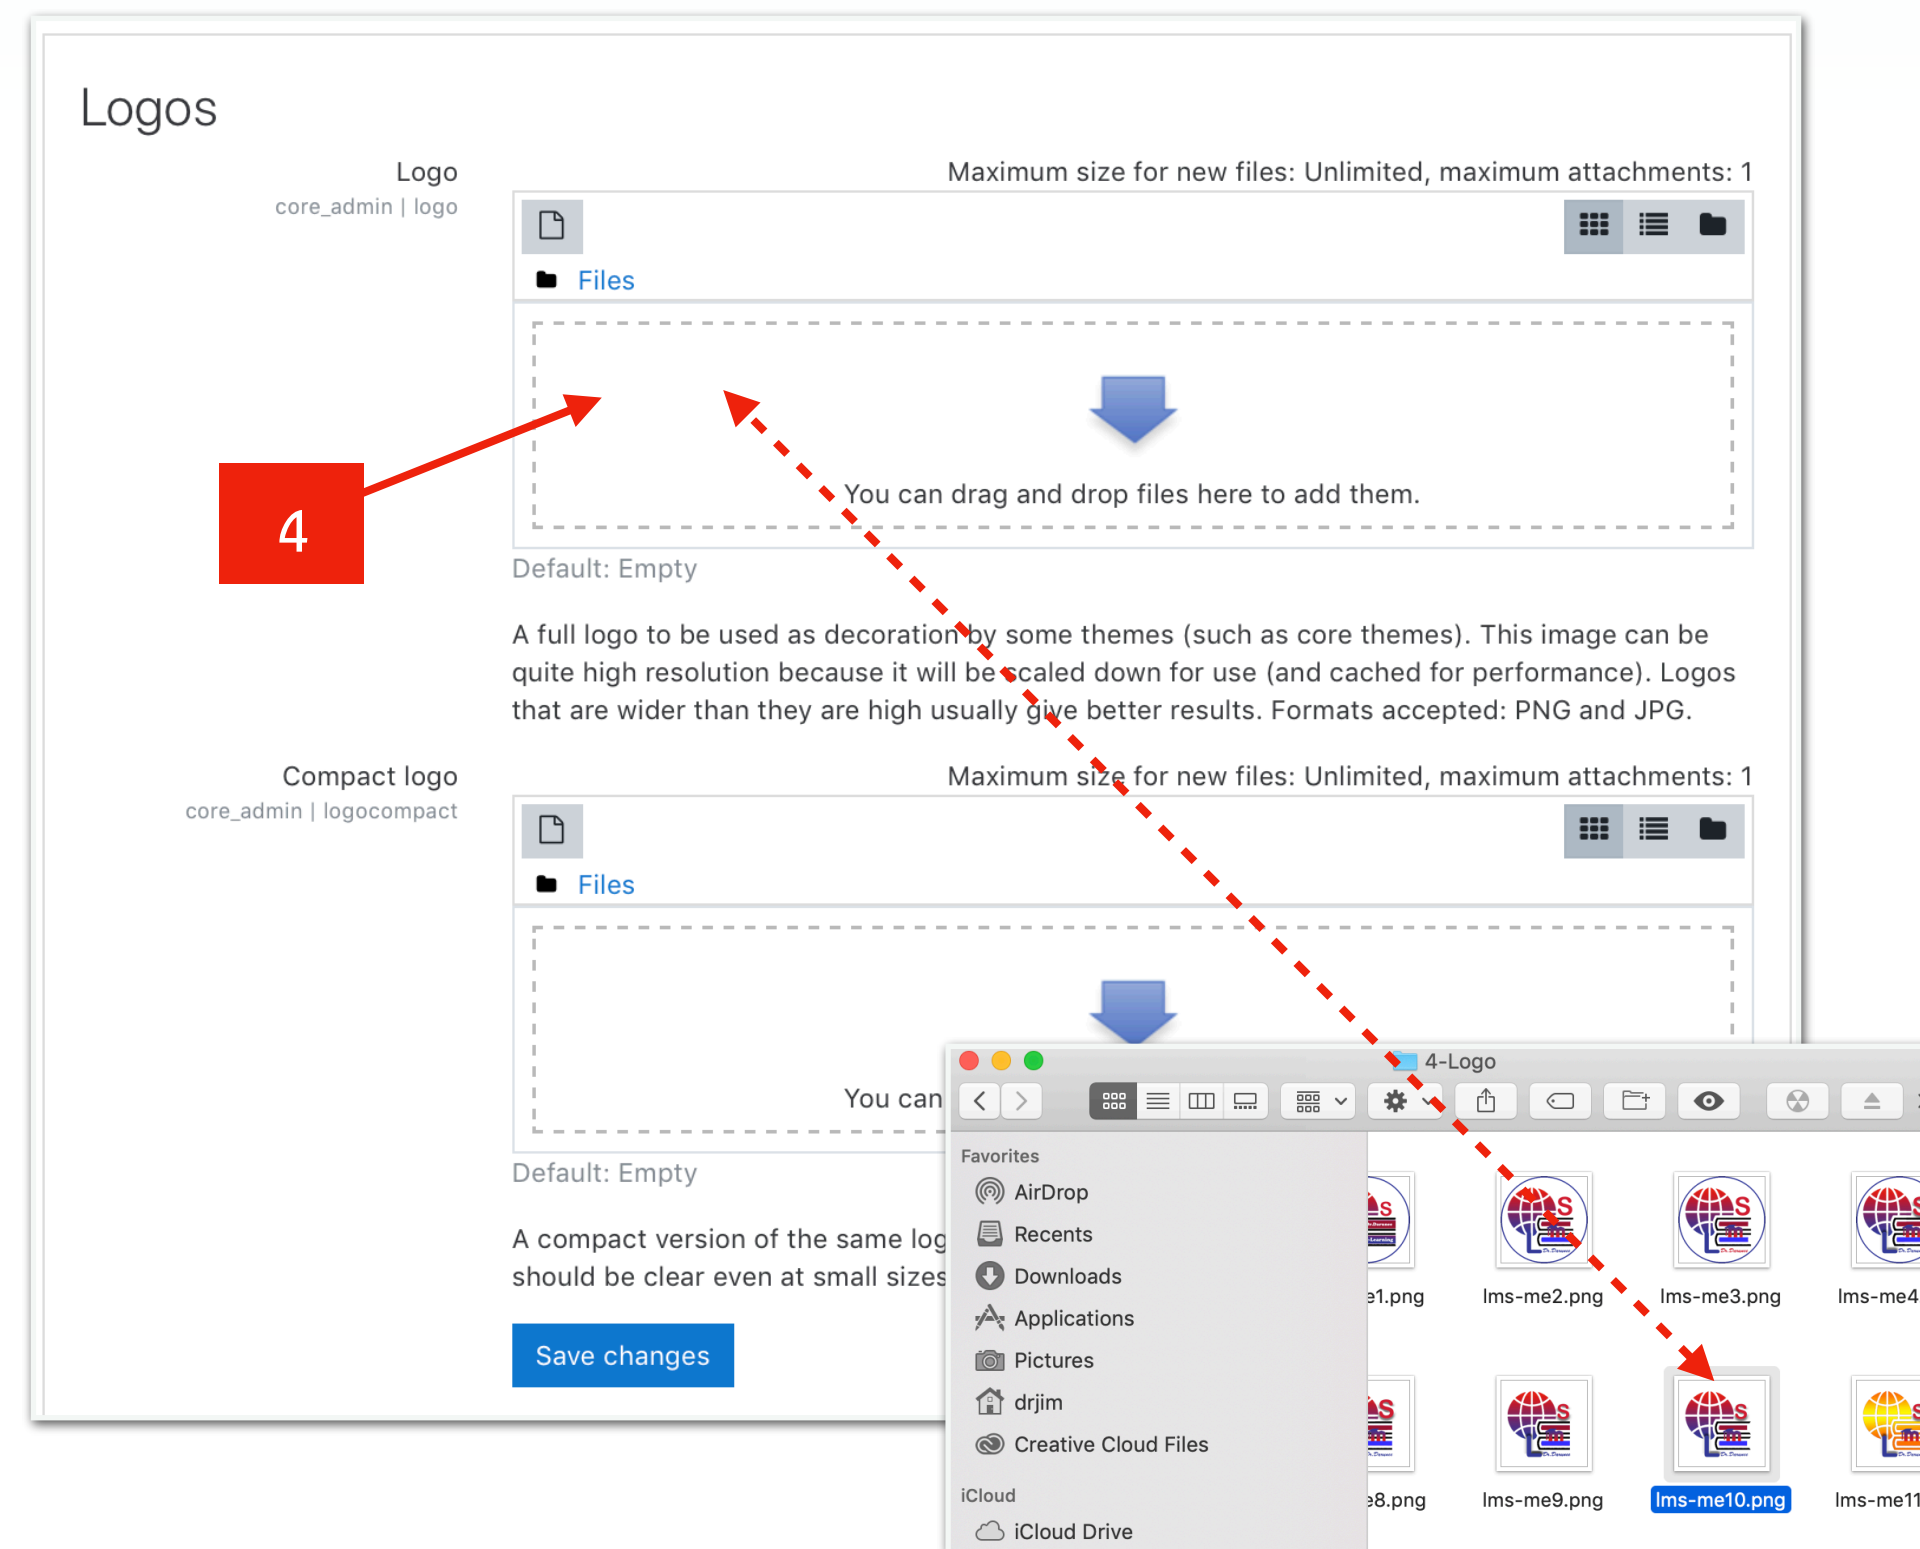 Logos
Logo
core_admin | logo
Maximum size for new files: Unlimited, maximum attachments: 1
Files
4
You can drag and drop files here to add them.
Default: Empty
A full logo to be used as decoration by some themes (such as core themes). This image can be
quite high resolution because it will be scaled down for use (and cached for performance). Logos
that are wider than they are high usually give better results. Formats accepted: PNG and JPG.
Compact logo
core_admin | logocompact
Maximum size for new files: Unlimited, maximum attachments: 1
Files
You can
Default: Empty
A compact version of the same log
should be clear even at small sizes
Save changes
4-Logo
Favorites
AirDrop
Recents
Downloads
Applications
Pictures
drjim
Creative Cloud Files
iCloud
iCloud Drive
e1.png
lms-me2.png
lms-me3.png
lms-me4
e8.png
lms-me9.png
lms-me10.png
lms-me11